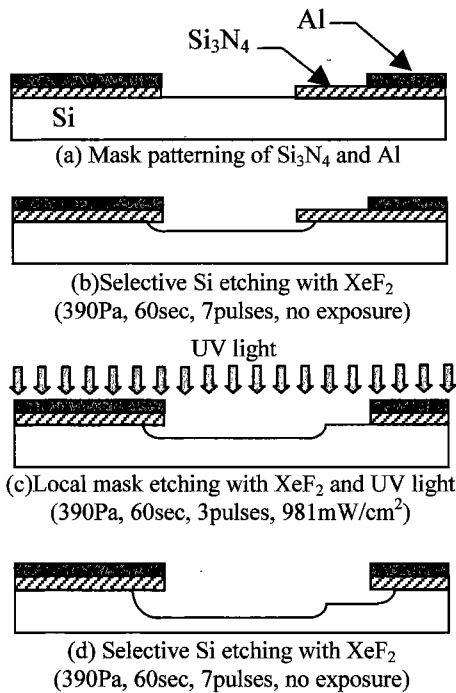 Al
Si₃N₄
Si
(a) Mask patterning of Si₃N₄ and Al
(b)Selective Si etching with XeF₂
(390Pa, 60sec, 7pulses, no exposure)
UV light
(c)Local mask etching with XeF₂ and UV light
(390Pa, 60sec, 3pulses, 981mW/cm²)
(d) Selective Si etching with XeF₂
(390Pa, 60sec, 7pulses, no exposure)